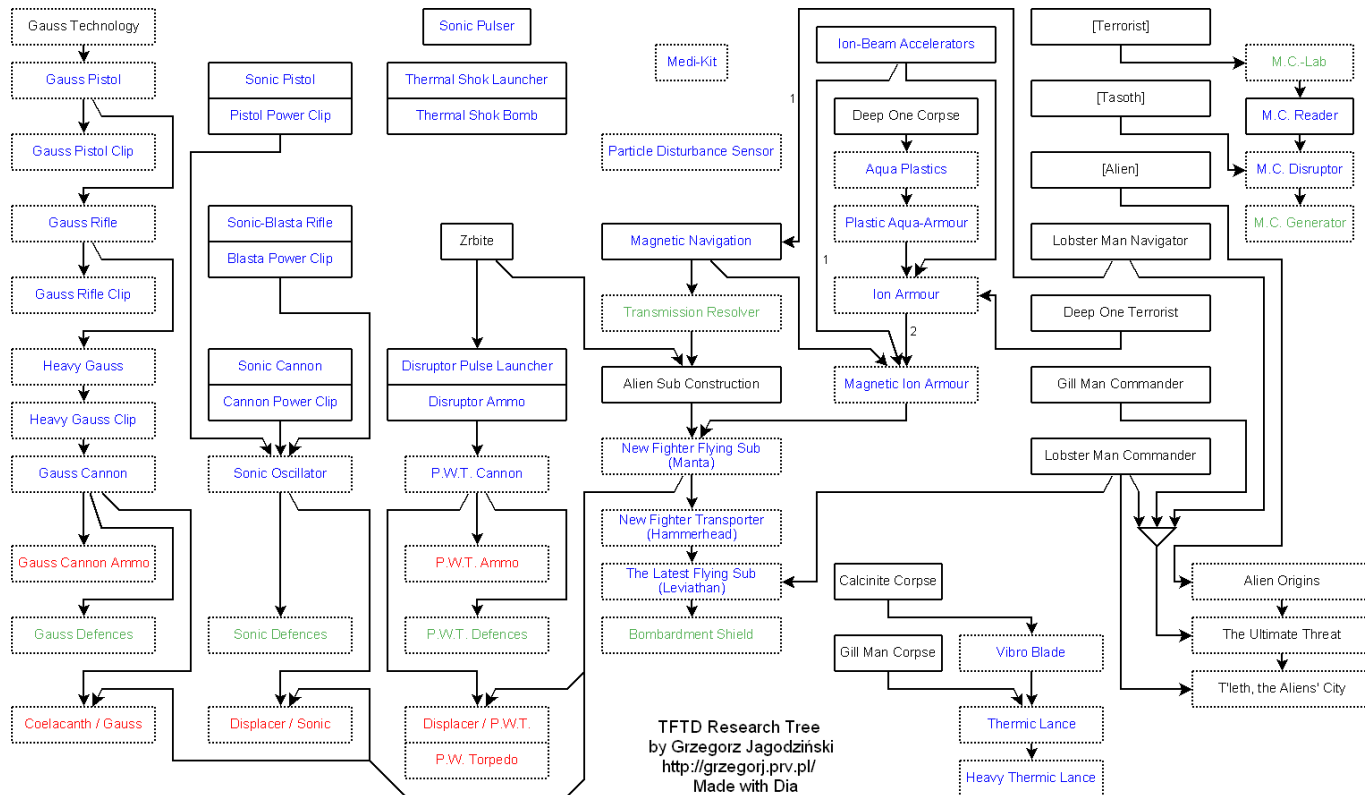 Gauss Technology
Sonic Pulser
Ion-Beam Accelerators
[Terrorist]
Medi-Kit
M.C.-Lab
Gauss Pistol
Sonic Pistol
Thermal Shok Launcher
1
[Tasoth]
Pistol Power Clip
Thermal Shok Bomb
Deep One Corpse
M.C. Reader
Gauss Pistol Clip
Particle Disturbance Sensor
Aqua Plastics
[Alien]
M.C. Disruptor
Gauss Rifle
Sonic-Blasta Rifle
Blasta Power Clip
Zrbite
Magnetic Navigation
Plastic Aqua-Armour
Lobster Man Navigator
M.C. Generator
1
Gauss Rifle Clip
Ion Armour
Transmission Resolver
Deep One Terrorist
2
Heavy Gauss
Sonic Cannon
Cannon Power Clip
Disruptor Pulse Launcher
Disruptor Ammo
Alien Sub Construction
Magnetic Ion Armour
Gill Man Commander
Heavy Gauss Clip
New Fighter Flying Sub
(Manta)
Lobster Man Commander
Gauss Cannon
Sonic Oscillator
P.W.T. Cannon
New Fighter Transporter
(Hammerhead)
Gauss Cannon Ammo
P.W.T. Ammo
The Latest Flying Sub
(Leviathan)
Calcinite Corpse
Alien Origins
Gauss Defences
Sonic Defences
P.W.T. Defences
Bombardment Shield
The Ultimate Threat
Gill Man Corpse
Vibro Blade
T'leth, the Aliens' City
Coelacanth / Gauss
Displacer / Sonic
Displacer / P.W.T.
P.W. Torpedo
Thermic Lance
Heavy Thermic Lance
TFTD Research Tree
by Grzegorz Jagodziński
http://grzegorj.prv.pl/
Made with Dia